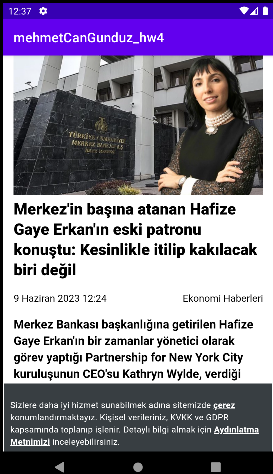 12:37
mehmetCanGunduz_hw4
TÜRKİYE CUMHURİYET
MERKEZ BANKASI
Merkez'in başına atanan Hafize
Gaye Erkan'ın eski patronu
konuştu: Kesinlikle itilip kakılacak
biri değil
9 Haziran 2023 12:24 Ekonomi Haberleri
Merkez Bankası başkanlığına getirilen Hafize
Gaye Erkan'ın bir zamanlar yönetici olarak
görev yaptığı Partnership for New York City
kuruluşunun CEO'su Kathryn Wylde, verdiği
Sizlere daha iyi hizmet sunabilmek adına sitemizde çerez
konumlandırmaktayız. Kişisel verileriniz, KVKK ve GDPR
kapsamında toplanıp işlenir. Detaylı bilgi almak için Aydınlatma
Metnimizi inceleyebilirsiniz.